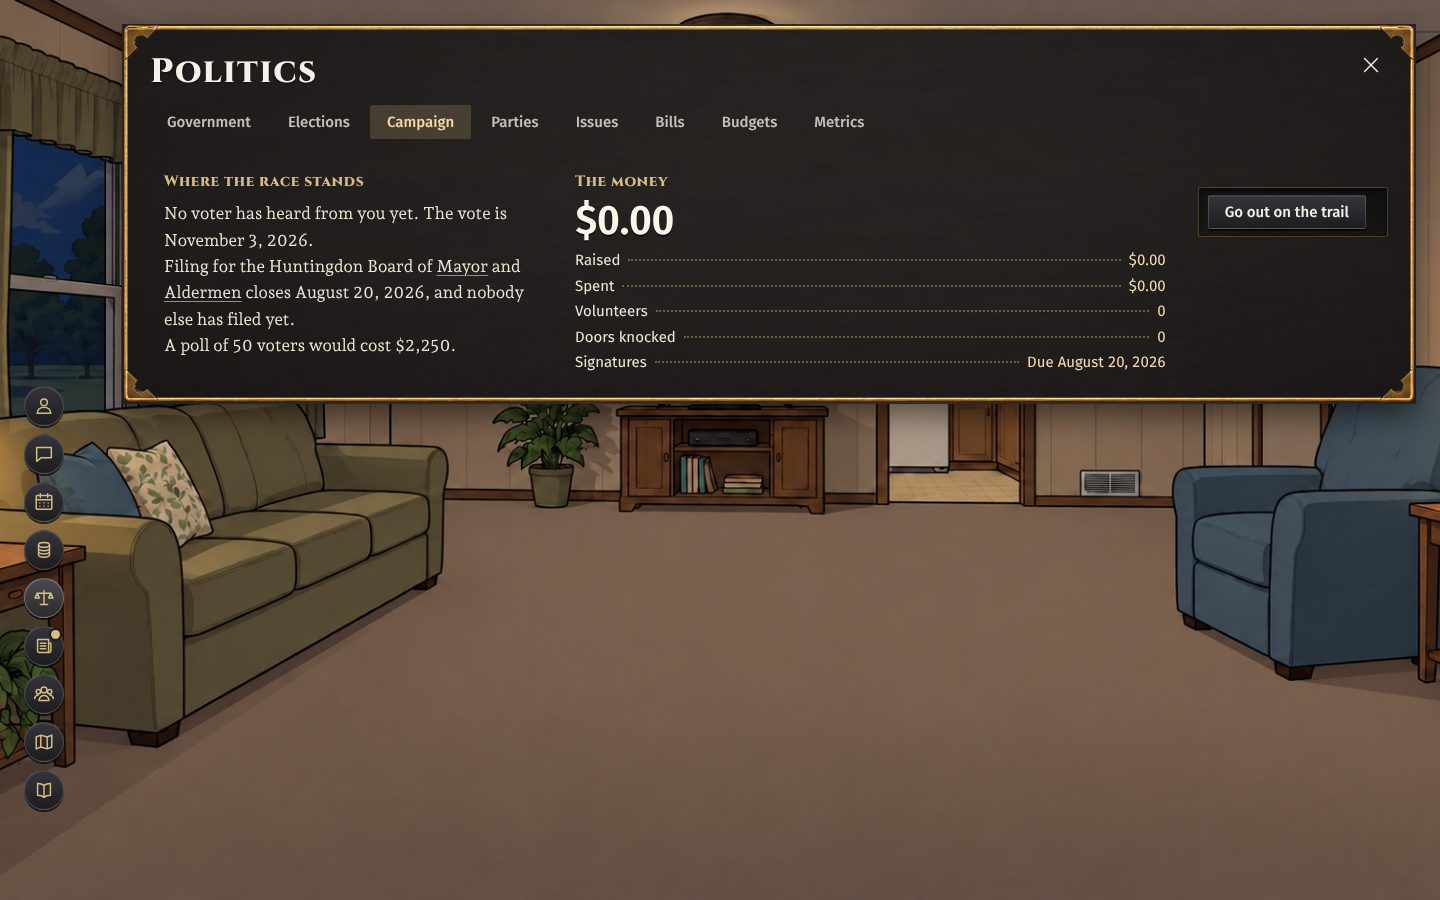 Politics
Government Elections Campaign Parties Issues Bills Budgets Metrics
Where the race stands
No voter has heard from you yet. The vote is
November 3, 2026.
Filing for the Huntingdon Board of Mayor and
Aldermen closes August 20, 2026, and nobody
else has filed yet.
A poll of 50 voters would cost $2,250.
The money
$0.00
Raised $0.00
Spent $0.00
Volunteers 0
Doors knocked 0
Signatures Due August 20, 2026
Go out on the trail